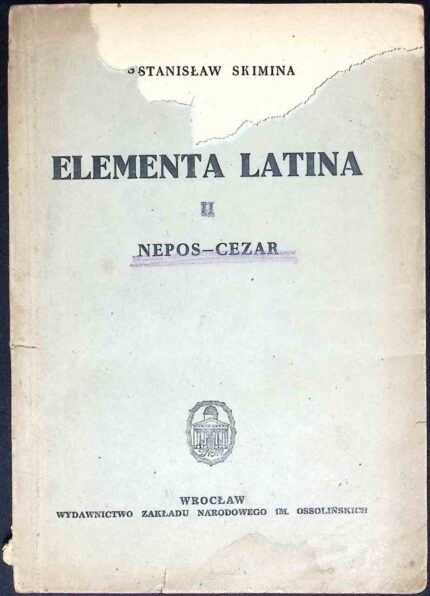 STANISŁAW SKIMINA
ELEMENTA LATINA
II
NEPOS—CEZAR
WROCŁAW
WYDAWNICTWO ZAKŁADU NARODOWEGO IM. OSSOLIŃSKICH